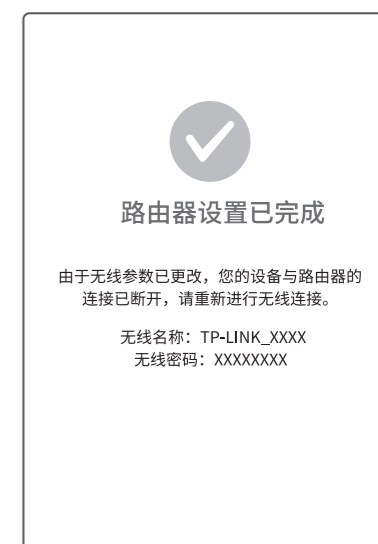 路由器设置已完成
由于无线参数已更改，您的设备与路由器的
连接已断开，请重新进行无线连接。
无线名称：TP-LINK_XXXX
无线密码：XXXXXXXX